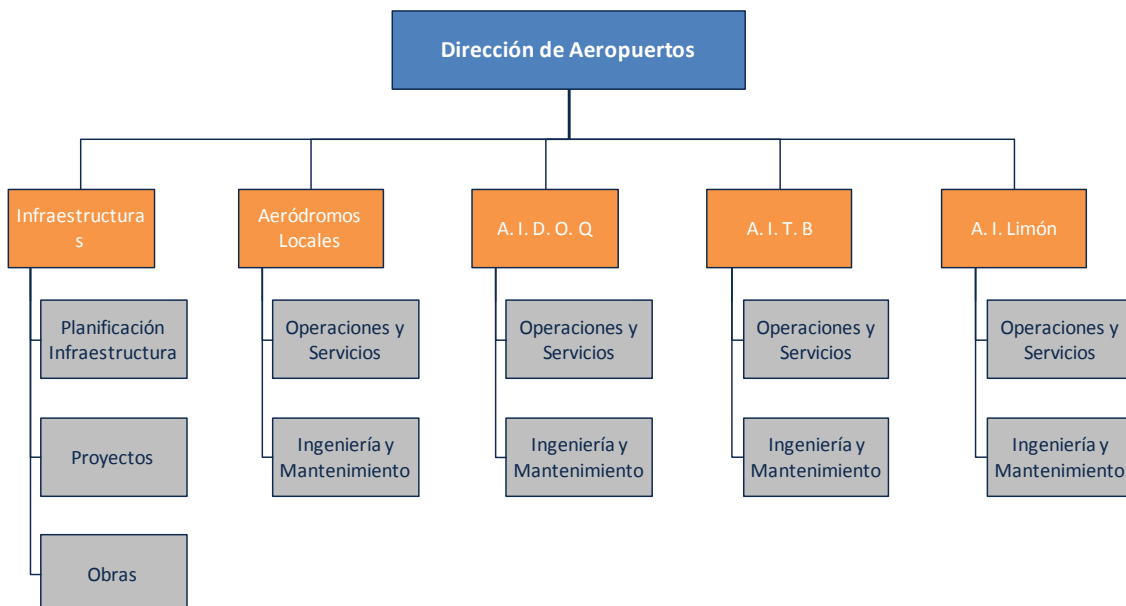 Dirección de Aeropuertos
Infraestructura
s
Aeródromos
Locales
A. I. D. O. Q
A. I. T. B
A. I. Limón
Planificación
Infraestructura
Operaciones y
Servicios
Operaciones y
Servicios
Operaciones y
Servicios
Operaciones y
Servicios
Proyectos
Ingeniería y
Mantenimiento
Ingeniería y
Mantenimiento
Ingeniería y
Mantenimiento
Ingeniería y
Mantenimiento
Obras